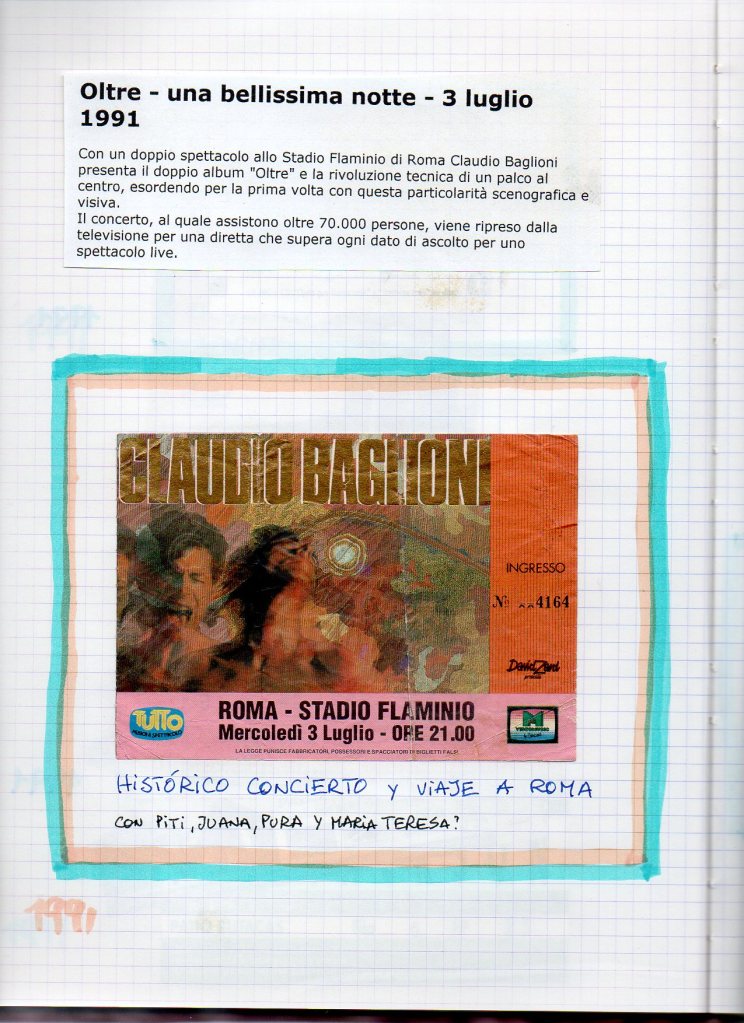 Oltre - una bellissima notte - 3 luglio
1991
Con un doppio spettacolo allo Stadio Flaminio di Roma Claudio Baglioni
presenta il doppio album "Oltre" e la rivoluzione tecnica di un palco al
centro, esordendo per la prima volta con questa particolarità scenografica e
visiva.
Il concerto, al quale assistono oltre 70.000 persone, viene ripreso dalla
televisione per una diretta che supera ogni dato di ascolto per uno
spettacolo live.
CLAUDIO BAGLIONI
INGRESSO
4164
David Zard
TUTTO
MUSICA E SPETTACOLO
ROMA - STADIO FLAMINIO
Mercoledì 3 Luglio - ORE 21.00
LA LEGGE PUNISCE FABBRICATORI, POSSESSORI E SPACCIATORI DI BIGLIETTI FALSI
HISTÓRICO CONCIERTO Y VIAJE A ROMA
CON PITI, JUANA, PURA Y MARIA TERESA?
1991